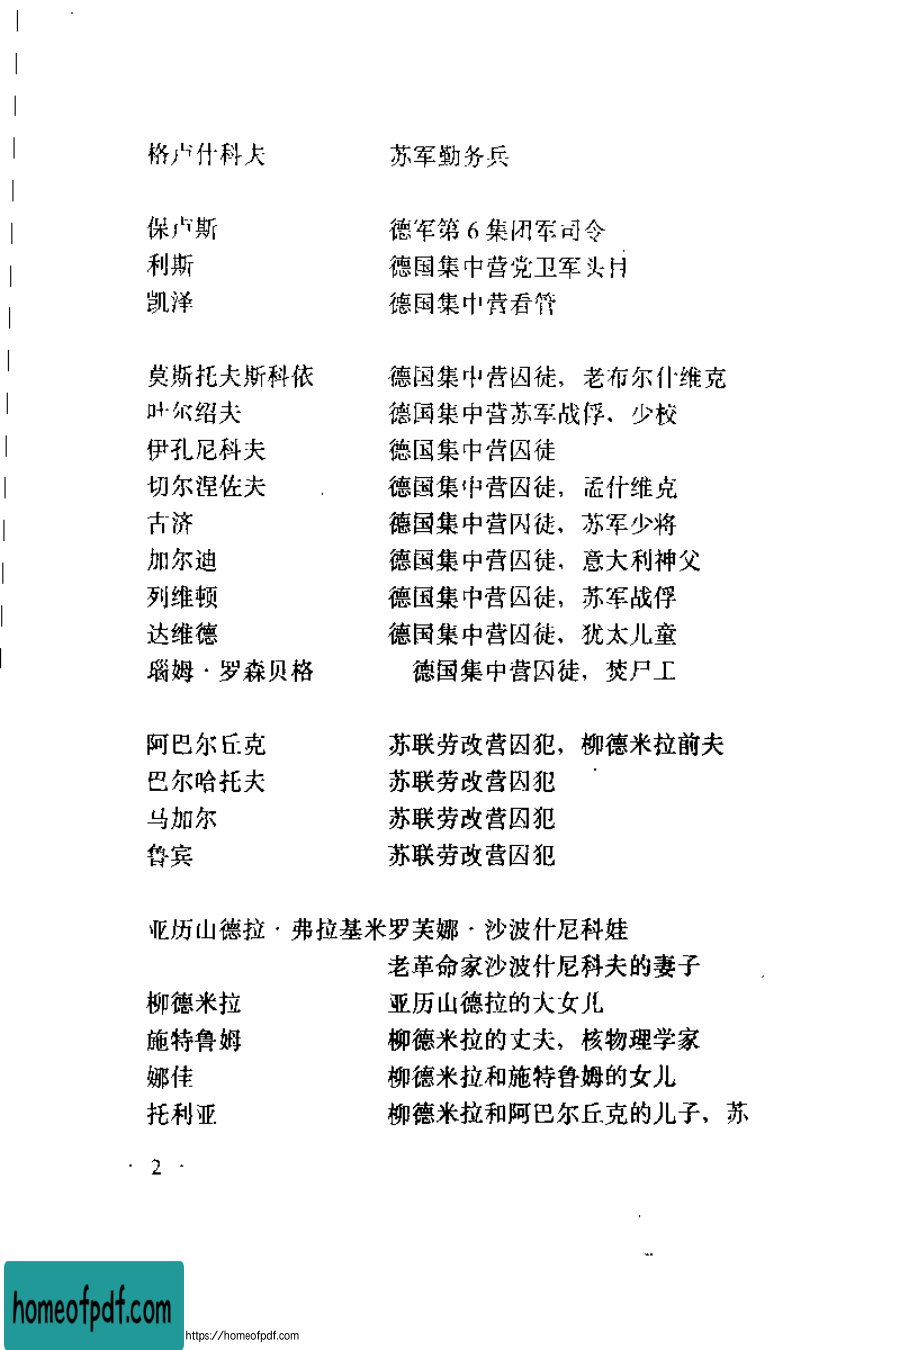 格卢什科夫 苏军勤务兵
保卢斯 德军第6集团军司令
利斯 德国集中营党卫军头目
凯泽 德国集中营看管
莫斯托夫斯科依 德国集中营囚徒，老布尔什维克
叶尔绍夫 德国集中营苏军战俘、少校
伊孔尼科夫 德国集中营囚徒
切尔涅佐夫 德国集中营囚徒，孟什维克
古济 德国集中营囚徒，苏军少将
加尔迪 德国集中营囚徒，意大利神父
列维顿 德国集中营囚徒，苏军战俘
达维德 德国集中营囚徒，犹太儿童
瑙姆·罗森贝格 德国集中营囚徒，焚尸工
阿巴尔丘克 苏联劳改营囚犯，柳德米拉前夫
巴尔哈托夫 苏联劳改营囚犯
马加尔 苏联劳改营囚犯
鲁宾 苏联劳改营囚犯
亚历山德拉·弗拉基米罗芙娜·沙波什尼科娃
老革命家沙波什尼科夫的妻子
柳德米拉 亚历山德拉的大女儿
施特鲁姆 柳德米拉的丈夫，核物理学家
娜佳 柳德米拉和施特鲁姆的女儿
托利亚 柳德米拉和阿巴尔丘克的儿子，苏
· 2 ·
homeofpdf.com
https://homeofpdf.com